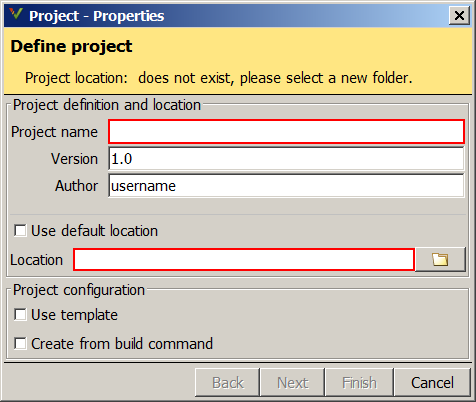 Project - Properties
Define project
Project location:  does not exist, please select a new folder.
Project definition and location
Project name
Version 1.0
Author username
Use default location
Location
Project configuration
Use template
Create from build command
Back Next Finish Cancel